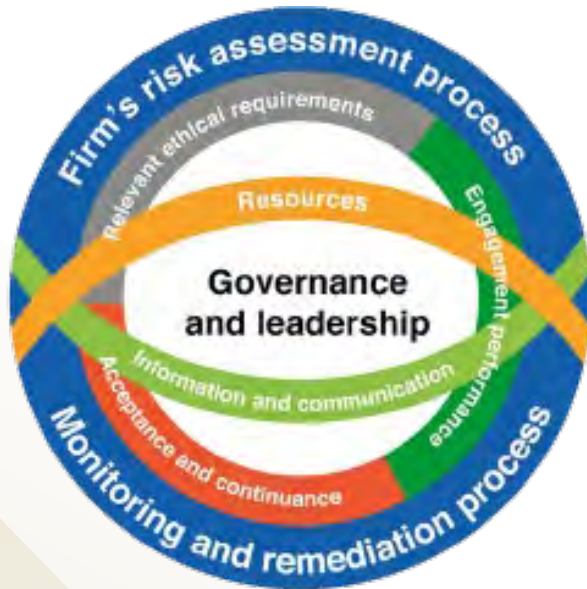 Firm's risk assessment process
Relevant ethical requirements
Resources
Engagement performance
Governance
and leadership
Information and communication
Acceptance and continuance
Monitoring and remediation process